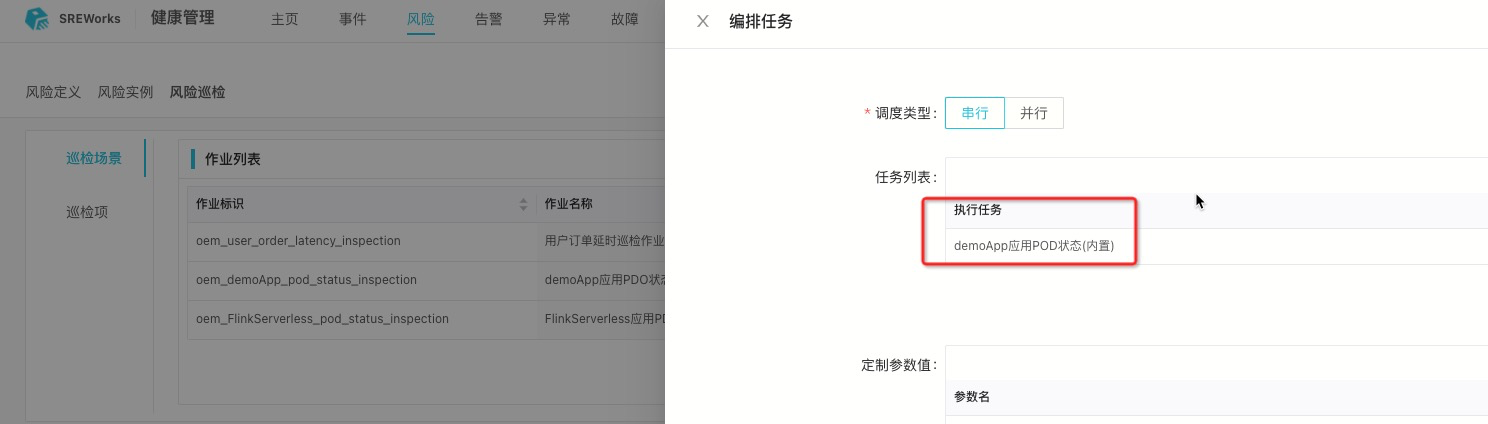 SREWorks 健康管理 主页 事件 风险 告警 异常 故障
风险定义 风险实例 风险巡检
巡检场景
巡检项
作业列表
作业标识 作业名称
oem_user_order_latency_inspection 用户订单延时巡检作业
oem_demoApp_pod_status_inspection demoApp应用PDO状态
oem_FlinkServerless_pod_status_inspection FlinkServerless应用PD
编排任务
* 调度类型: 串行 并行
任务列表:
执行任务
demoApp应用POD状态(内置)
定制参数值:
参数名